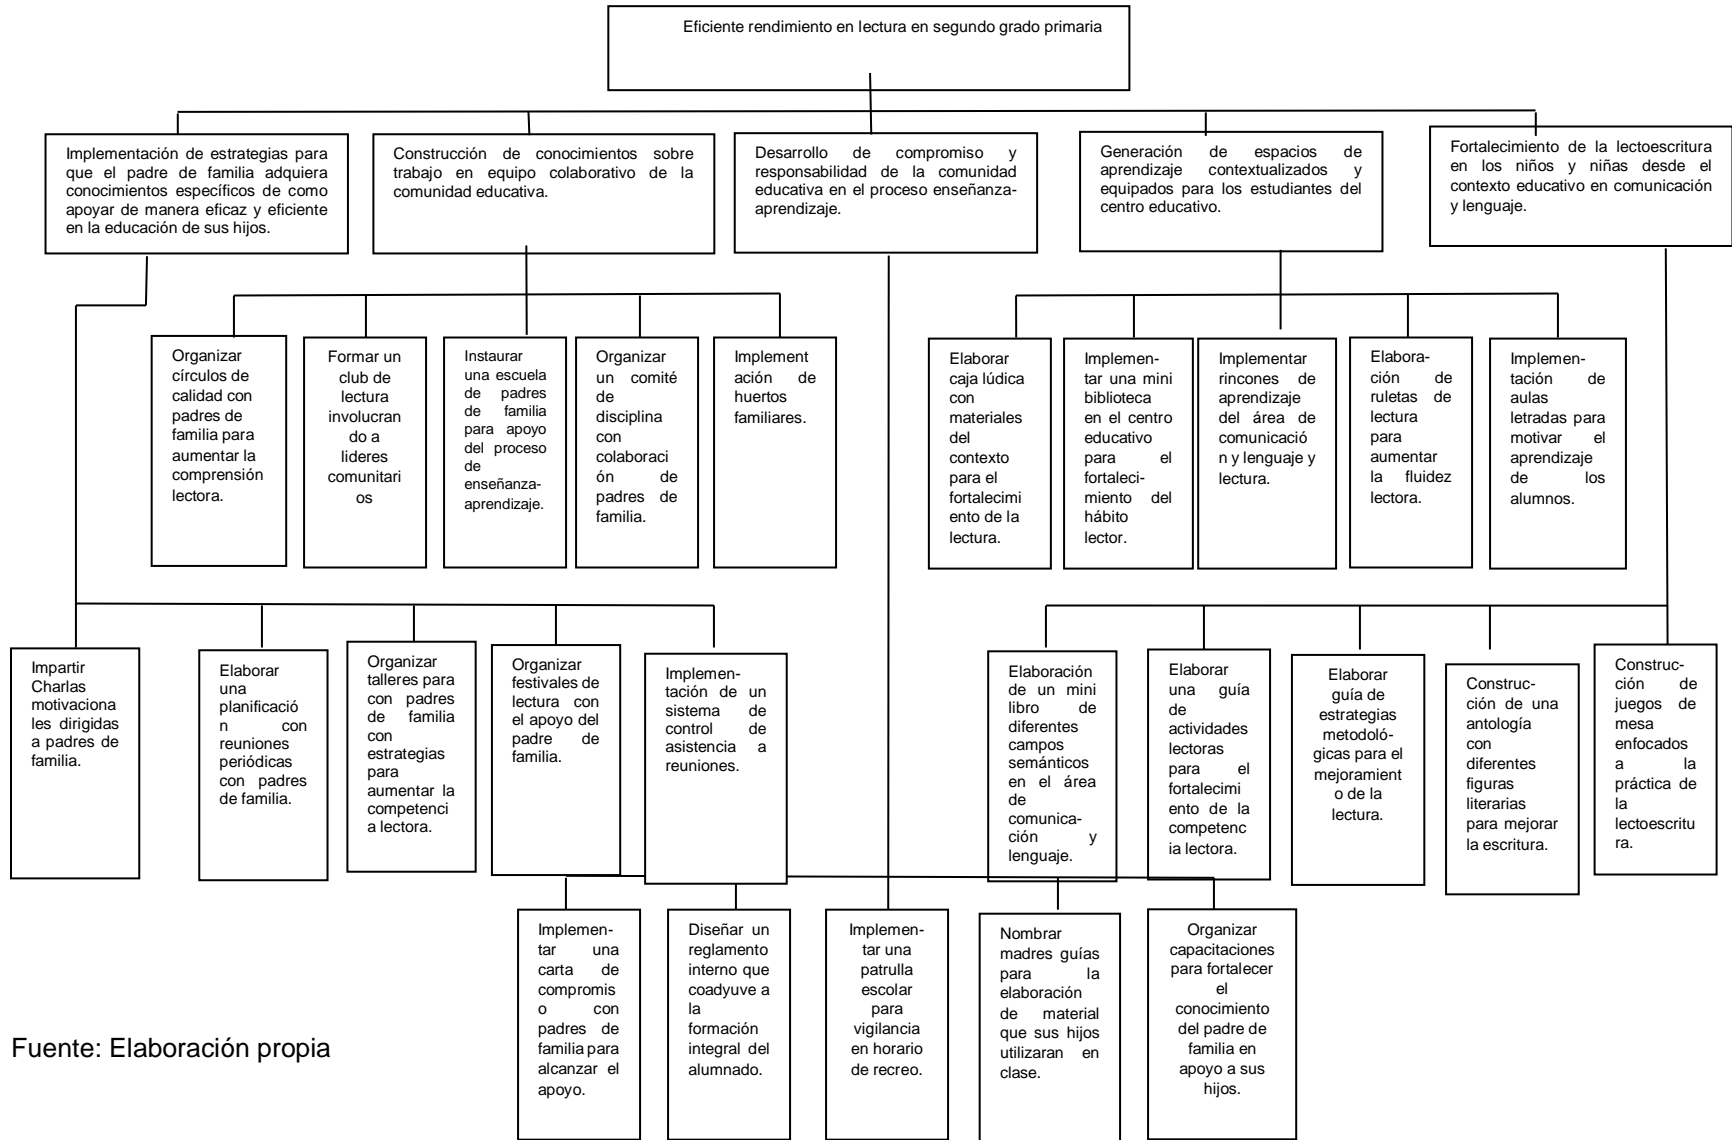 Eficiente rendimiento en lectura en segundo grado primaria
Implementación de estrategias para
que el padre de familia adquiera
conocimientos específicos de como
apoyar de manera eficaz y eficiente
en la educación de sus hijos.
Construcción de conocimientos sobre
trabajo en equipo colaborativo de la
comunidad educativa.
Desarrollo de compromiso y
responsabilidad de la comunidad
educativa en el proceso enseñanza-
aprendizaje.
Generación de espacios de
aprendizaje contextualizados y
equipados para los estudiantes del
centro educativo.
Fortalecimiento de la lectoescritura
en los niños y niñas desde el
contexto educativo en comunicación
y lenguaje.
Organizar
círculos de
calidad con
padres de
familia para
aumentar la
comprensión
lectora.
Formar un
club de
lectura
involucran
do a
lideres
comunitari
os
Instaurar
una escuela
de padres
de familia
para apoyo
del proceso
de
enseñanza-
aprendizaje.
Organizar
un comité
de
disciplina
con
colaboraci
ón de
padres de
familia.
Implement
ación de
huertos
familiares.
Elaborar
caja lúdica
con
materiales
del
contexto
para el
fortalecimi
ento de la
lectura.
Implemen-
tar una mini
biblioteca
en el centro
educativo
para el
fortaleci-
miento del
hábito
lector.
Implementar
rincones de
aprendizaje
del área de
comunicació
n y lenguaje y
lectura.
Elabora-
ción de
ruletas de
lectura
para
aumentar
la fluidez
lectora.
Implemen-
tación de
aulas
letradas para
motivar el
aprendizaje
de los
alumnos.
Impartir
Charlas
motivaciona
les dirigidas
a padres de
familia.
Elaborar
una
planificació
n con
reuniones
periódicas
con padres
de familia.
Organizar
talleres para
con padres
de familia
con
estrategias
para
aumentar la
competenci
a lectora.
Organizar
festivales de
lectura con
el apoyo del
padre de
familia.
Implemen-
tación de un
sistema de
control de
asistencia a
reuniones.
Elaboración
de un mini
libro de
diferentes
campos
semánticos
en el área
de
comunica-
ción y
lenguaje.
Elaborar
una guía
de
actividades
lectoras
para el
fortalecimi
ento de la
competenc
ia lectora.
Elaborar
guía de
estrategias
metodoló-
gicas para el
mejoramient
o de la
lectura.
Construc-
ción de una
antología
con
diferentes
figuras
literarias
para mejorar
la escritura.
Construc-
ción de
juegos de
mesa
enfocados
a la
práctica de
la
lectoescritu
ra.
Implemen-
tar una
carta de
compromis
o con
padres de
familia para
alcanzar el
apoyo.
Diseñar un
reglamento
interno que
coadyuve a
la
formación
integral del
alumnado.
Implemen-
tar una
patrulla
escolar
para
vigilancia
en horario
de recreo.
Nombrar
madres guías
para la
elaboración
de material
que sus hijos
utilizaran en
clase.
Organizar
capacitaciones
para fortalecer
el
conocimiento
del padre de
familia en
apoyo a sus
hijos.
Fuente: Elaboración propia